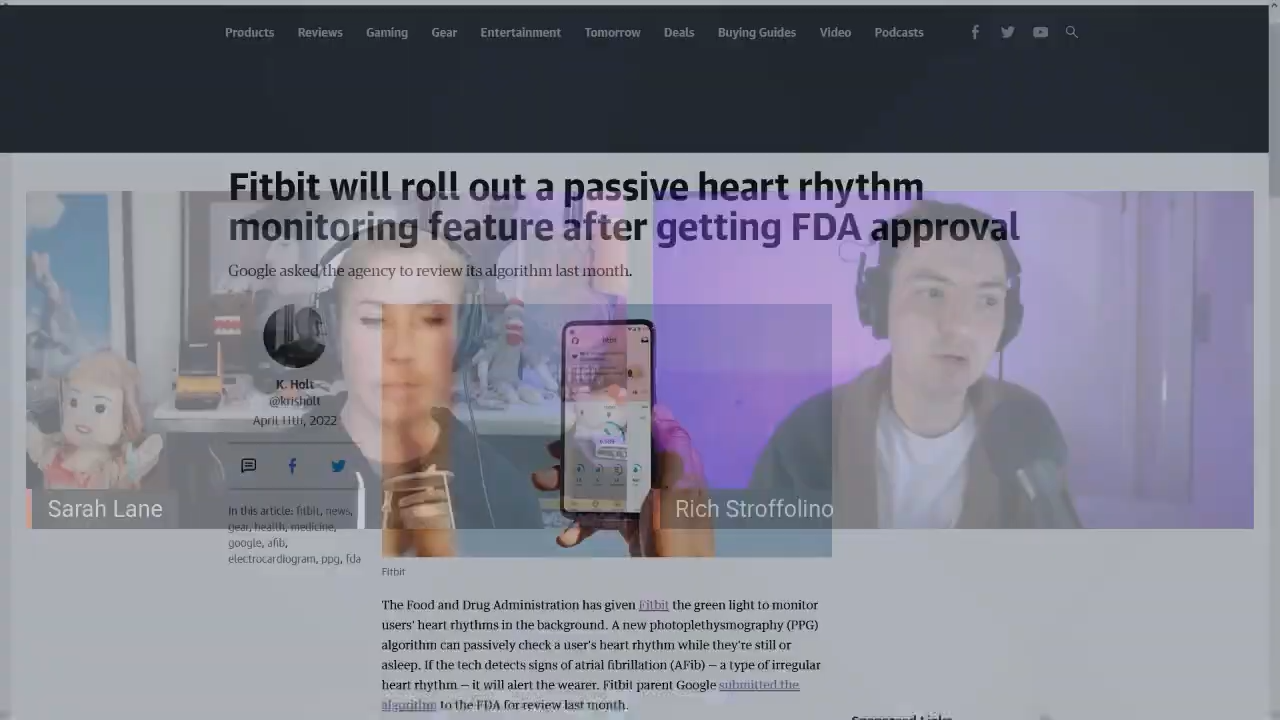 Products Reviews Gaming Gear Entertainment Tomorrow Deals Buying Guides Video Podcasts
Fitbit will roll out a passive heart rhythm
monitoring feature after getting FDA approval
Google asked the agency to review its algorithm last month.
K. Holt
@krisholt
April 11th, 2022
In this article: fitbit, news,
gear, health, medicine,
google, afib,
electrocardiogram, ppg, fda
Sarah Lane
Rich Stroffolino
Fitbit
The Food and Drug Administration has given Fitbit the green light to monitor
users' heart rhythms in the background. A new photoplethysmography (PPG)
algorithm can passively check a user's heart rhythm while they're still or
asleep. If the tech detects signs of atrial fibrillation (AFib) — a type of irregular
heart rhythm — it will alert the wearer. Fitbit parent Google submitted the
algorithm to the FDA for review last month.
Sponsored Links